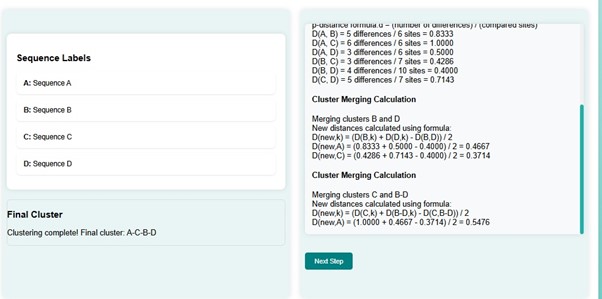 Sequence Labels
A: Sequence A
B: Sequence B
C: Sequence C
D: Sequence D
Final Cluster
Clustering complete! Final cluster: A-C-B-D
p-distance formula:d = (number of differences) / (compared sites)
D(A, B) = 5 differences / 6 sites = 0.8333
D(A, C) = 6 differences / 6 sites = 1.0000
D(A, D) = 3 differences / 6 sites = 0.5000
D(B, C) = 3 differences / 7 sites = 0.4286
D(B, D) = 4 differences / 10 sites = 0.4000
D(C, D) = 5 differences / 7 sites = 0.7143
Cluster Merging Calculation
Merging clusters B and D
New distances calculated using formula:
D(new,k) = (D(B,k) + D(D,k) - D(B,D)) / 2
D(new,A) = (0.8333 + 0.5000 - 0.4000) / 2 = 0.4667
D(new,C) = (0.4286 + 0.7143 - 0.4000) / 2 = 0.3714
Cluster Merging Calculation
Merging clusters C and B-D
New distances calculated using formula:
D(new,k) = (D(C,k) + D(B-D,k) - D(C,B-D)) / 2
D(new,A) = (1.0000 + 0.4667 - 0.3714) / 2 = 0.5476
Next Step